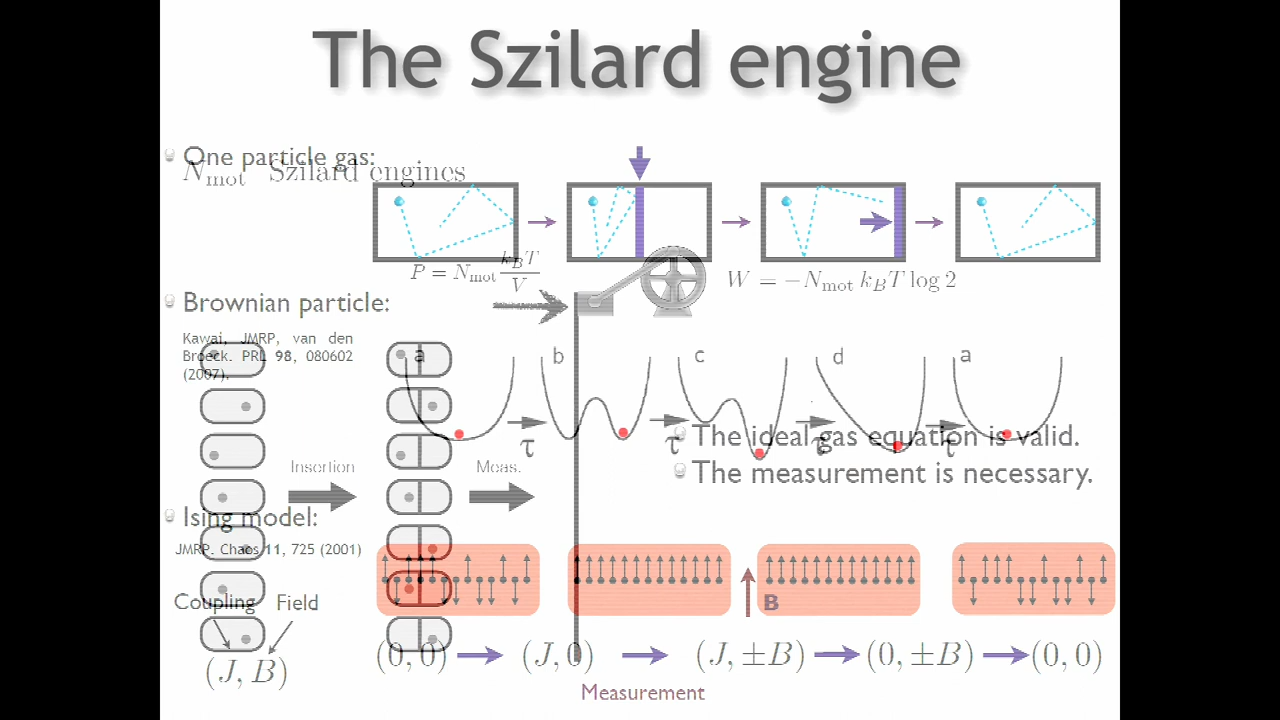 The Szilard engine
One particle gas:
N_mot Szilard engines
P = N_mot k_B T / V
W = −N_mot k_B T log 2
Brownian particle:
Kawai, JMRP, van den
Broeck. PRL 98, 080602
(2007).
a b c d a
τ τ τ τ
The ideal gas equation is valid.
The measurement is necessary.
Insertion Meas.
Ising model:
JMRP. Chaos 11, 725 (2001)
Coupling Field
B
(J, B)
(0, 0) (J, 0) (J, ±B) (0, ±B) (0, 0)
Measurement